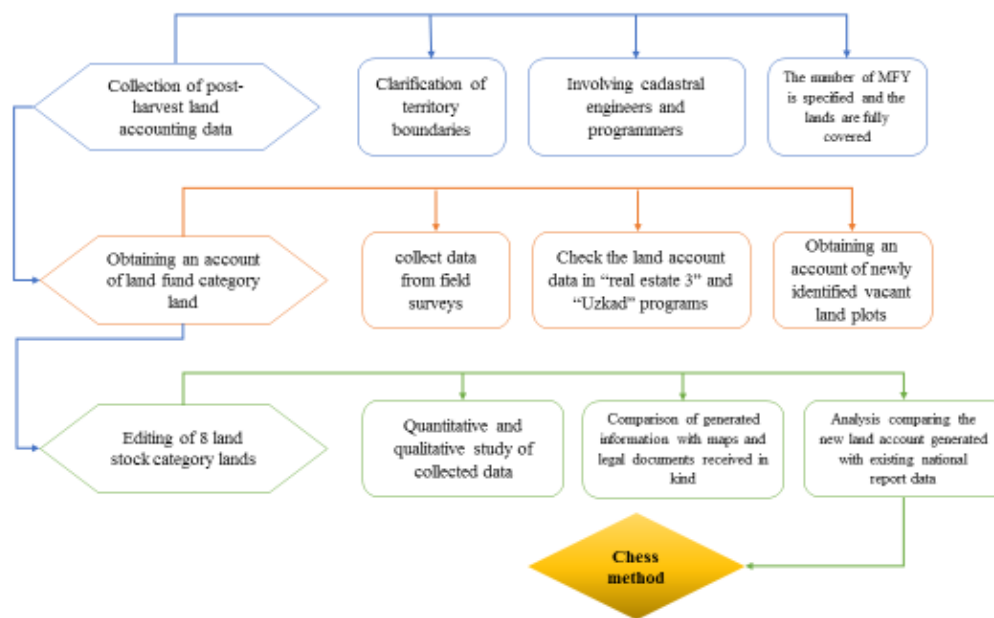 Collection of post-
harvest land
accounting data
Clarification of
territory
boundaries
Involving cadastral
engineers and
programmers
The number of MFY
is specified and the
lands are fully
covered
Obtaining an account
of land fund category
land
collect data
from field
surveys
Check the land account
data in “real estate 3” and
“Uzkad” programs
Obtaining an
account of newly
identified vacant
land plots
Editing of 8 land
stock category lands
Quantitative and
qualitative study of
collected data
Comparison of generated
information with maps and
legal documents received in
kind
Analysis comparing the
new land account generated
with existing national
report data
Chess
method